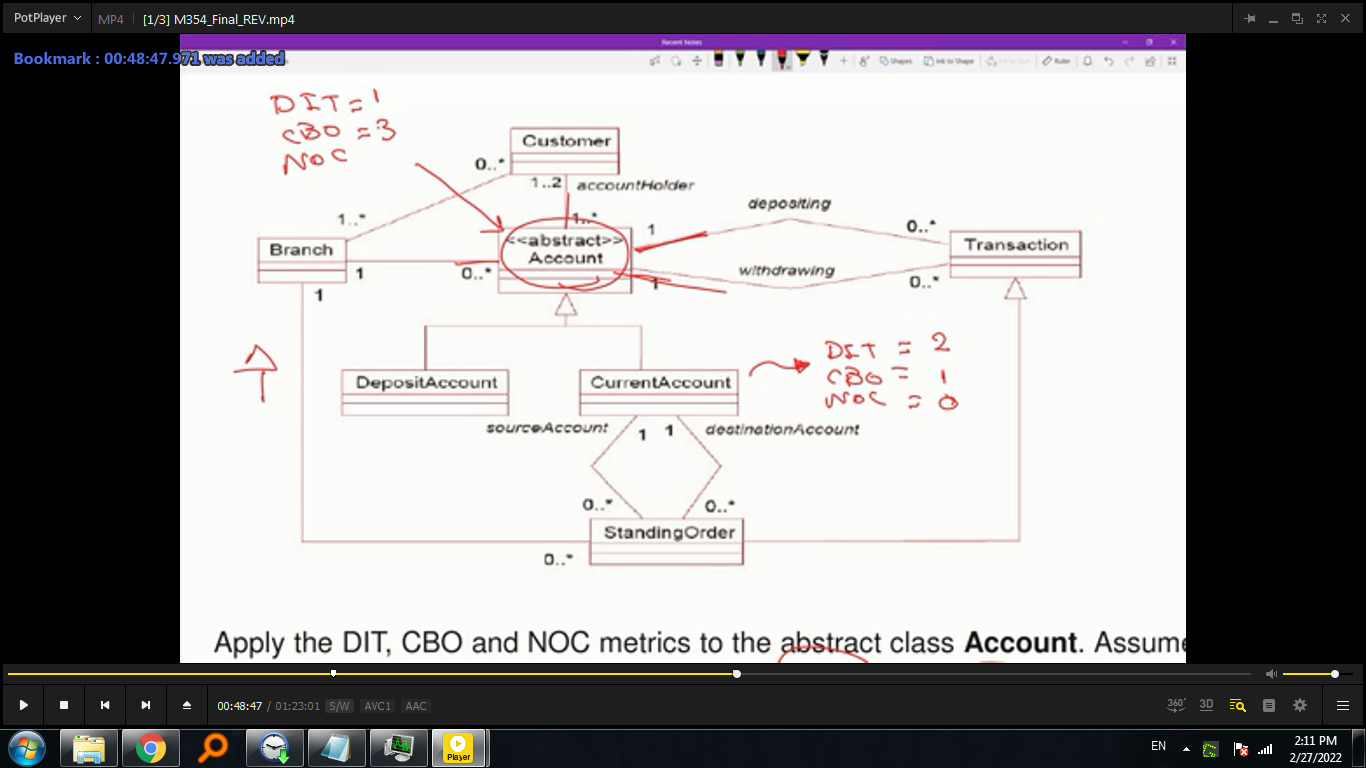 PotPlayer MP4 [1/3] M354_Final_REV.mp4
Bookmark : 00:48:47.971 was added
Recent Notes
Shapes Ink to Shape Ruler
DIT = 1
CBO = 3
NOC
Customer
0..*
1..2 accountHolder
1..*
1..*
1
depositing
0..*
Branch
<<abstract>>
Account
Transaction
1
0..*
1
withdrawing
0..*
1
DIT = 2
CBO = 1
NOC = 0
DepositAccount
CurrentAccount
sourceAccount 1 1 destinationAccount
0..* 0..*
StandingOrder
0..*
Apply the DIT, CBO and NOC metrics to the abstract class Account. Assume
00:48:47 / 01:23:01 S/W AVC1 AAC
360° 3D
Player
EN
2:11 PM
2/27/2022